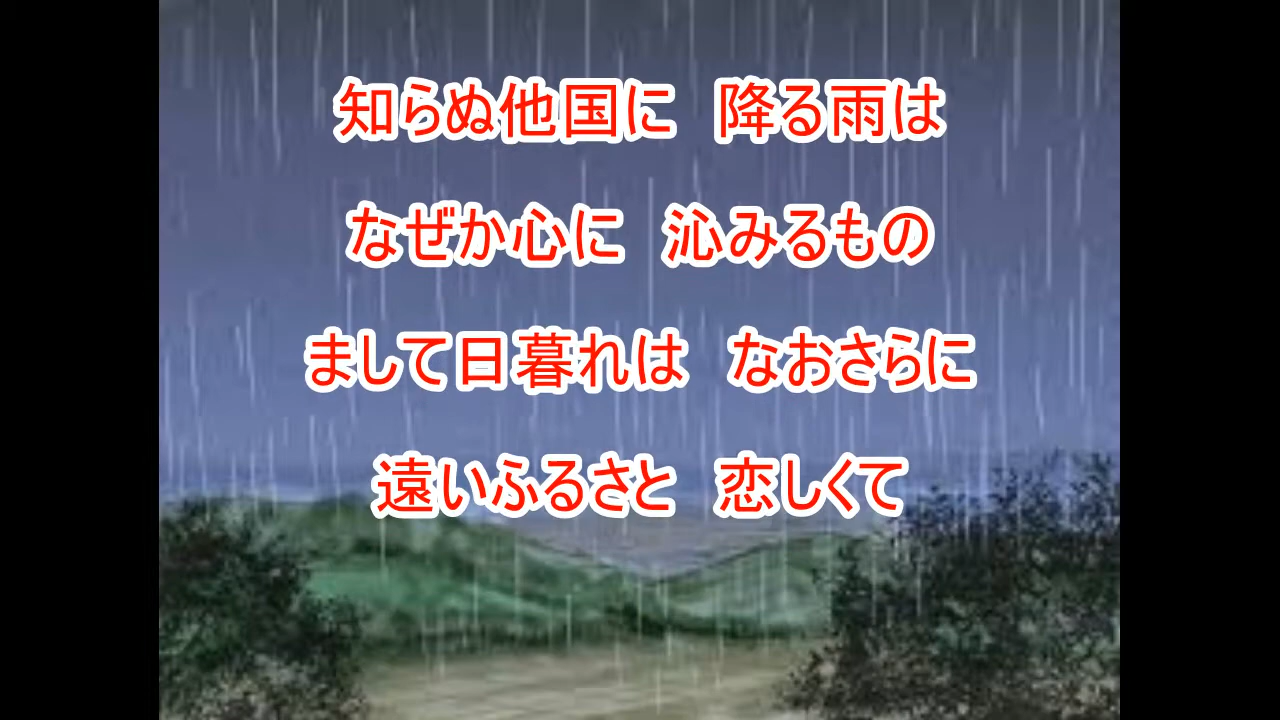 知らぬ他国に　降る雨は
なぜか心に　沁みるもの
まして日暮れは　なおさらに
遠いふるさと　恋しくて